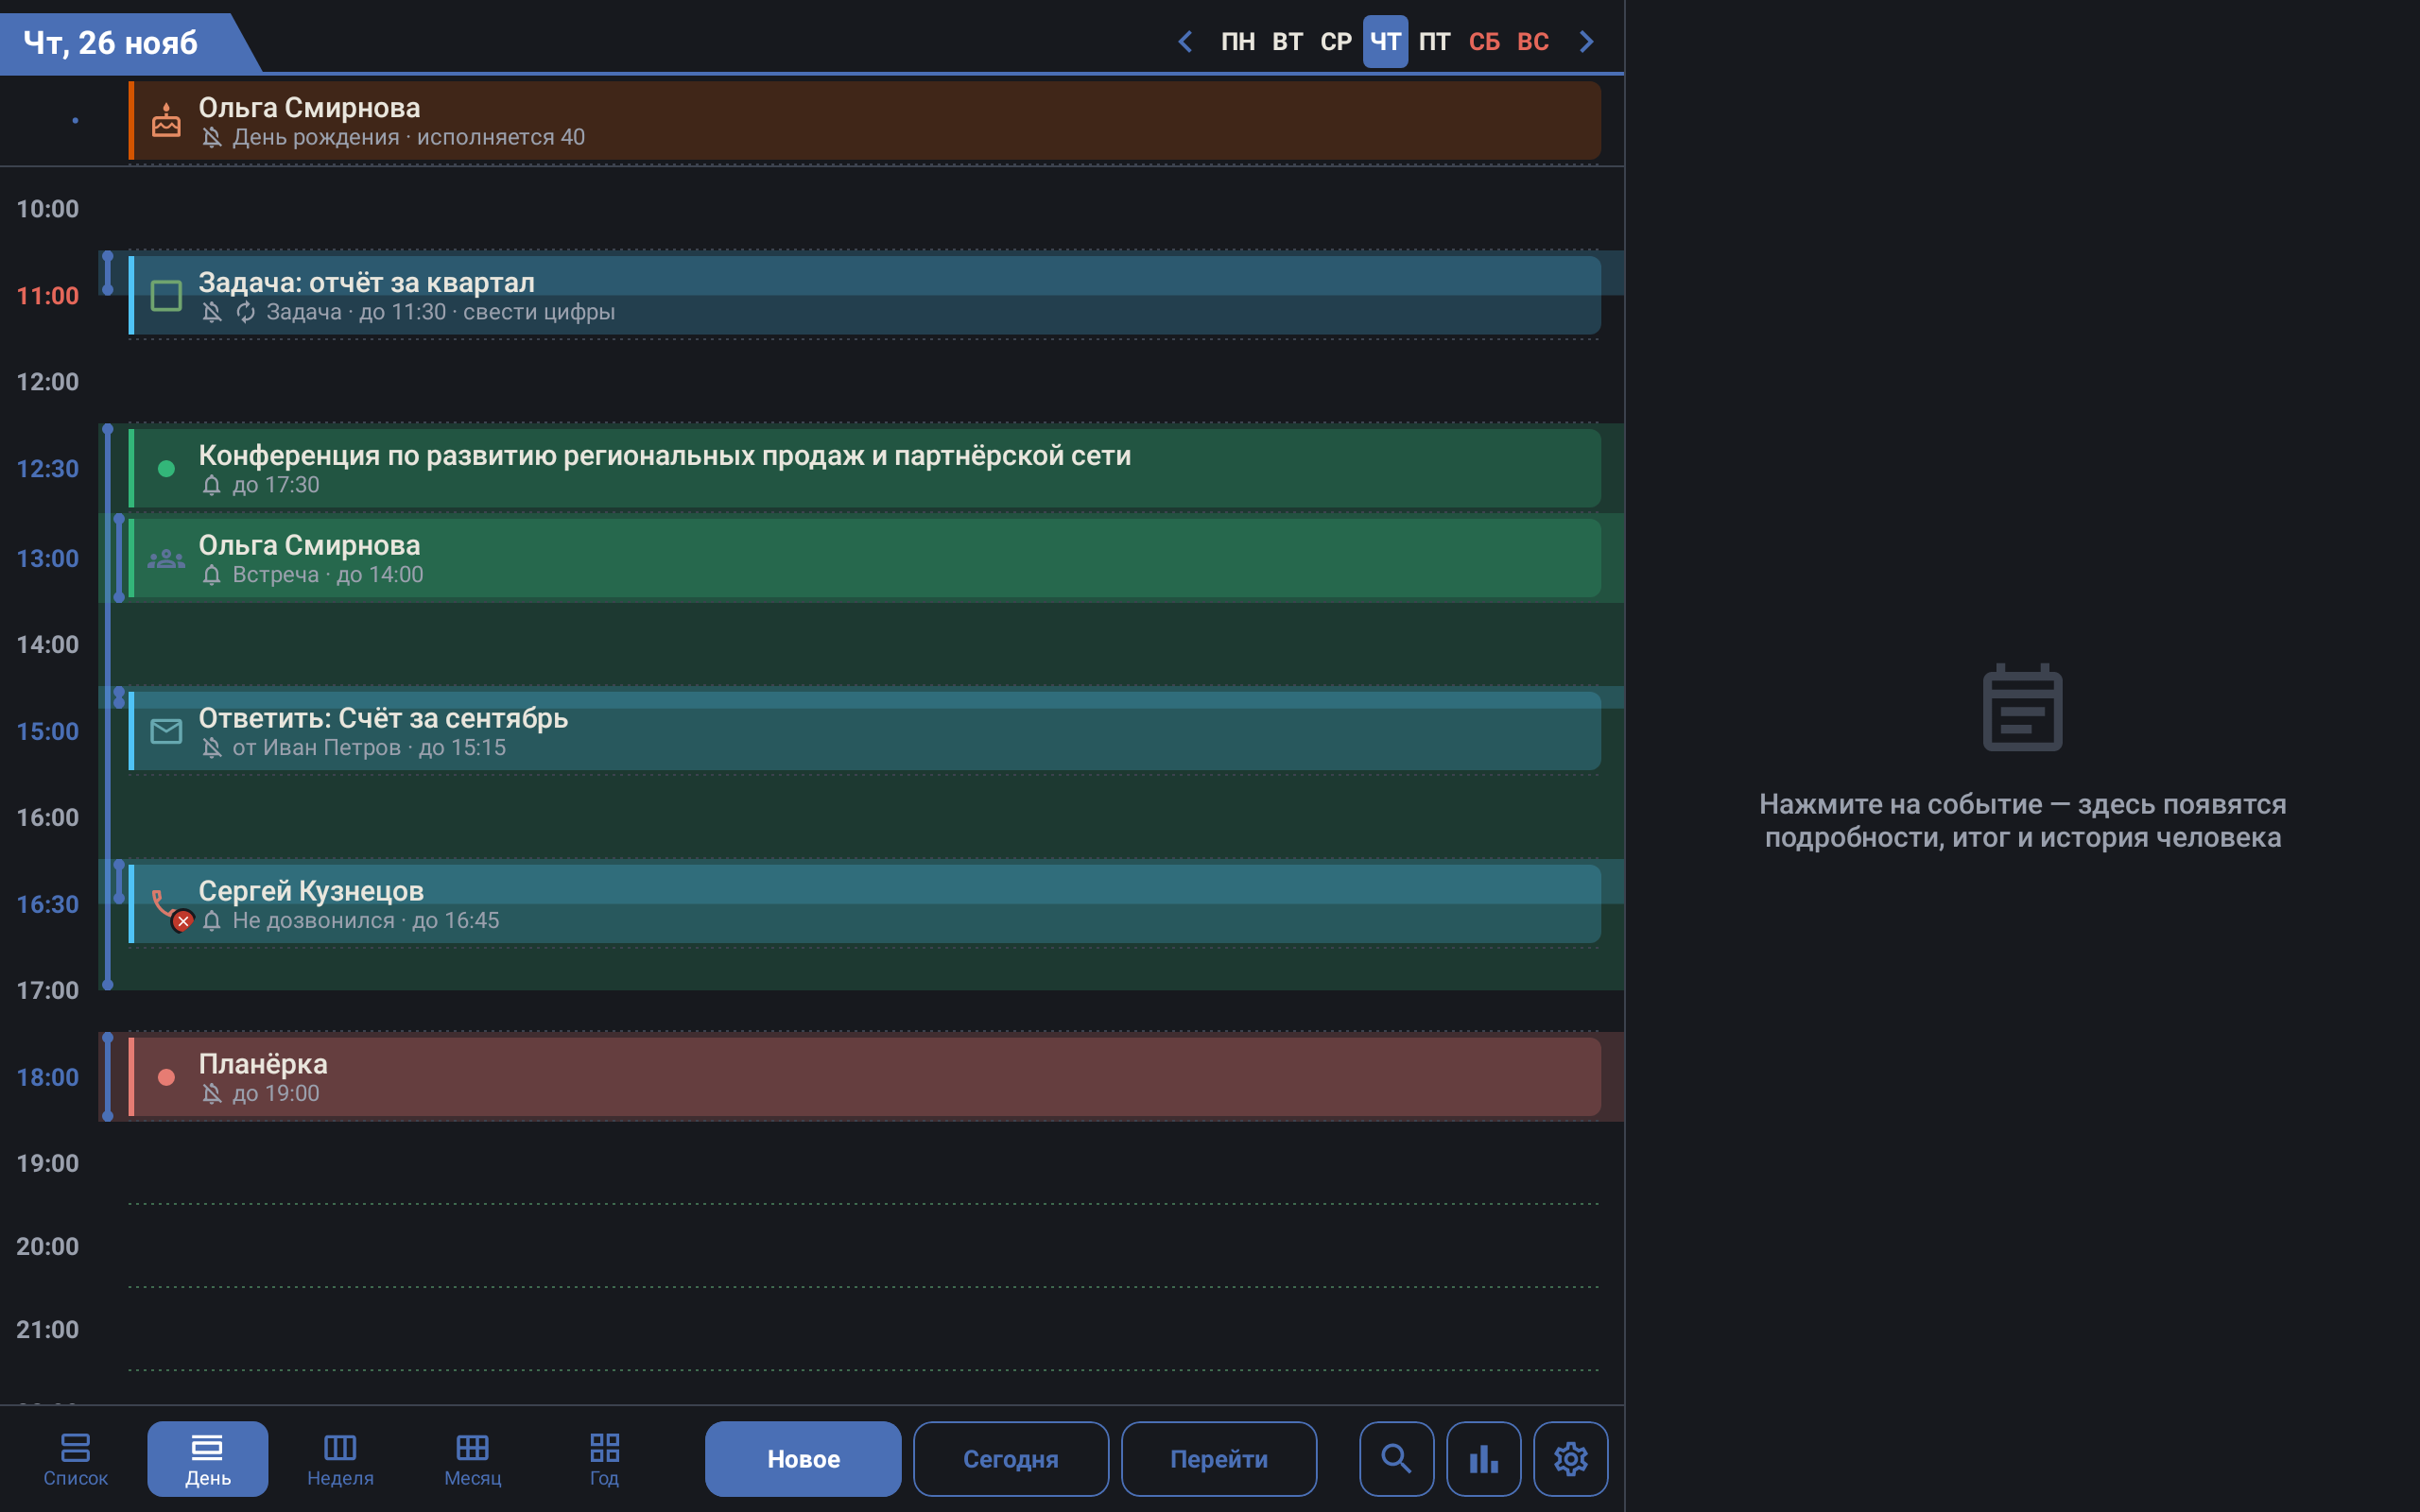 Чт, 26 нояб
ПН ВТ СР ЧТ ПТ СБ ВС
Ольга Смирнова
День рождения · исполняется 40
10:00
11:00
Задача: отчёт за квартал
Задача · до 11:30 · свести цифры
12:00
12:30
Конференция по развитию региональных продаж и партнёрской сети
до 17:30
13:00
Ольга Смирнова
Встреча · до 14:00
14:00
15:00
Ответить: Счёт за сентябрь
от Иван Петров · до 15:15
16:00
16:30
Сергей Кузнецов
Не дозвонился · до 16:45
17:00
18:00
Планёрка
до 19:00
19:00
20:00
21:00
Нажмите на событие — здесь появятся
подробности, итог и история человека
Список День Неделя Месяц Год Новое Сегодня Перейти